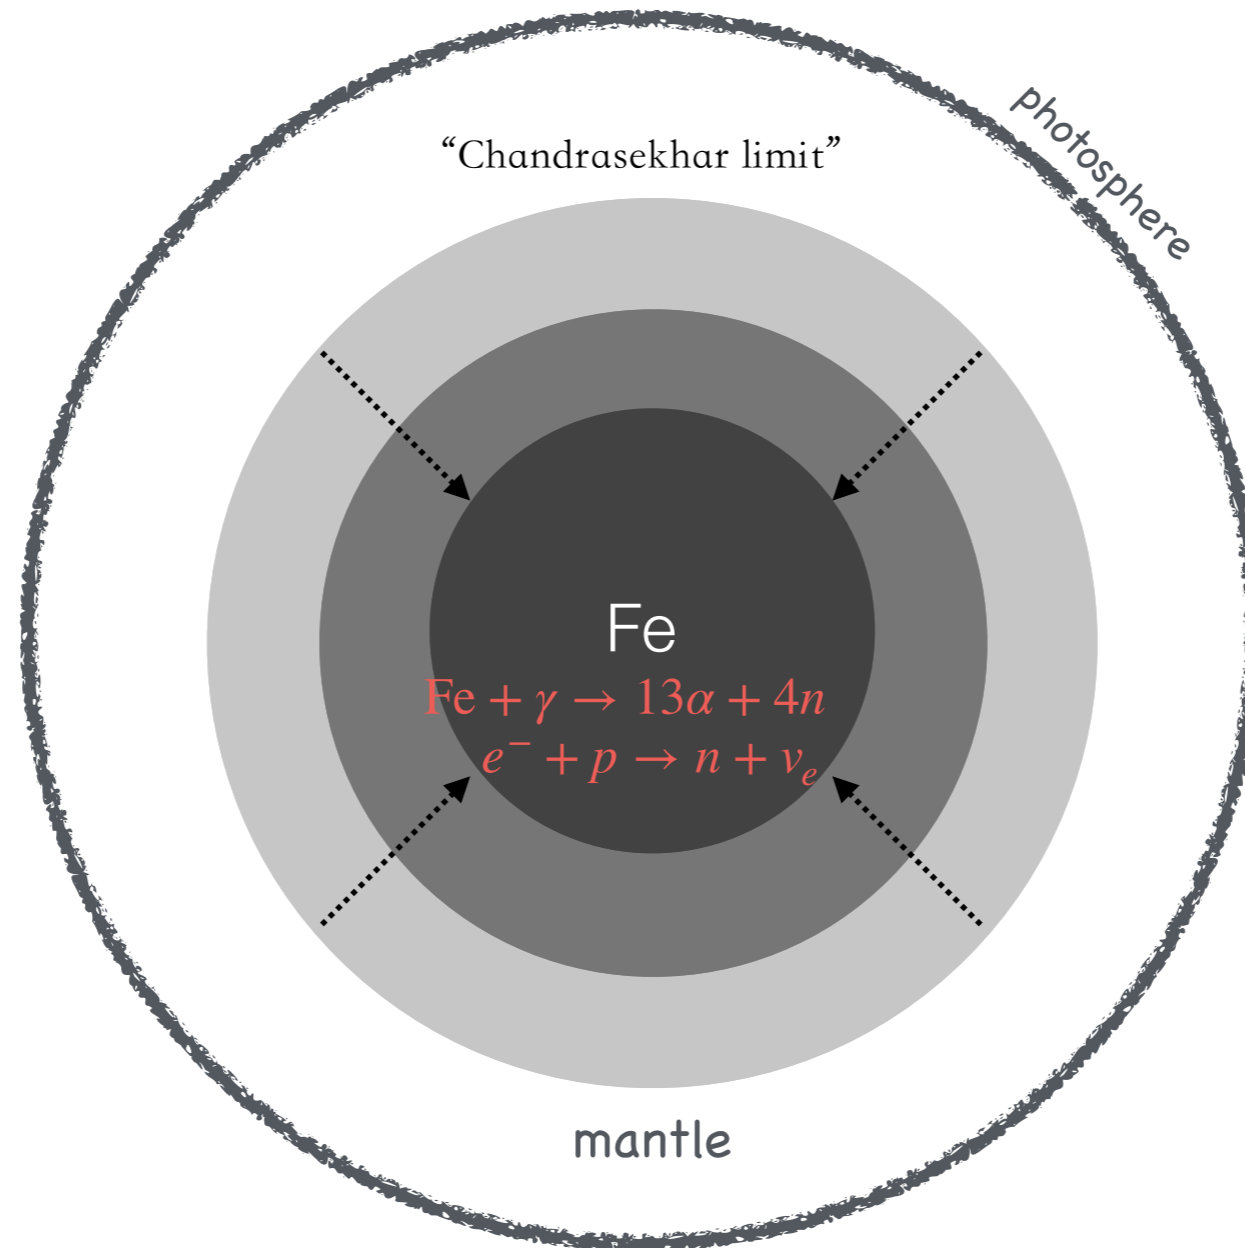 photosphere
“Chandrasekhar limit”
Fe
Fe + γ → 13α + 4n
e⁻ + p → n + νₑ
mantle